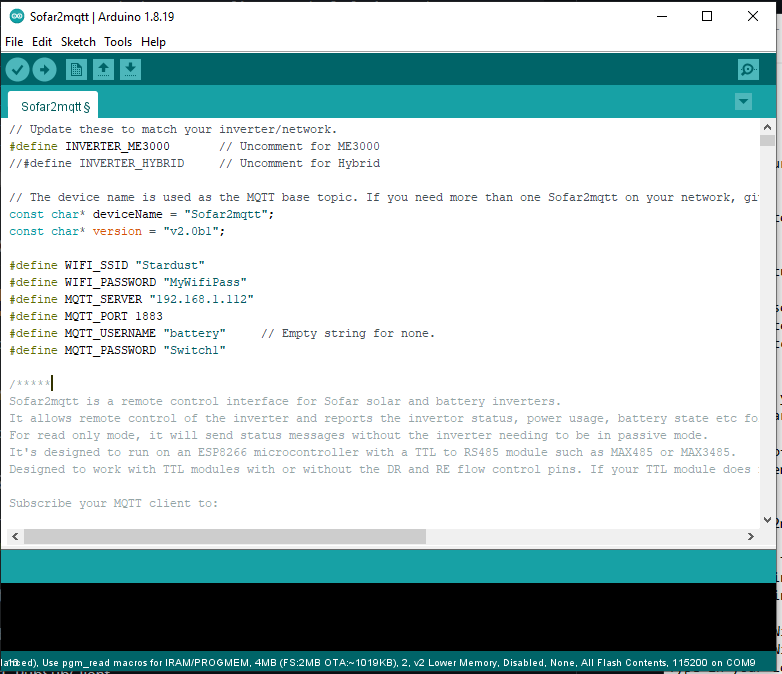 Sofar2mqtt | Arduino 1.8.19
File Edit Sketch Tools Help
Sofar2mqtt §
// Update these to match your inverter/network.
#define INVERTER_ME3000 // Uncomment for ME3000
//#define INVERTER_HYBRID // Uncomment for Hybrid
// The device name is used as the MQTT base topic. If you need more than one Sofar2mqtt on your network, gi
const char* deviceName = "Sofar2mqtt";
const char* version = "v2.0b1";
#define WIFI_SSID "Stardust"
#define WIFI_PASSWORD "MyWifiPass"
#define MQTT_SERVER "192.168.1.112"
#define MQTT_PORT 1883
#define MQTT_USERNAME "battery" // Empty string for none.
#define MQTT_PASSWORD "Switch1"
/*****
Sofar2mqtt is a remote control interface for Sofar solar and battery inverters.
It allows remote control of the inverter and reports the invertor status, power usage, battery state etc fo
For read only mode, it will send status messages without the inverter needing to be in passive mode.
It's designed to run on an ESP8266 microcontroller with a TTL to RS485 module such as MAX485 or MAX3485.
Designed to work with TTL modules with or without the DR and RE flow control pins. If your TTL module does
Subscribe your MQTT client to:
Use pgm_read macros for IRAM/PROGMEM, 4MB (FS:2MB OTA:~1019KB), 2, v2 Lower Memory, Disabled, None, All Flash Contents, 115200 on COM9